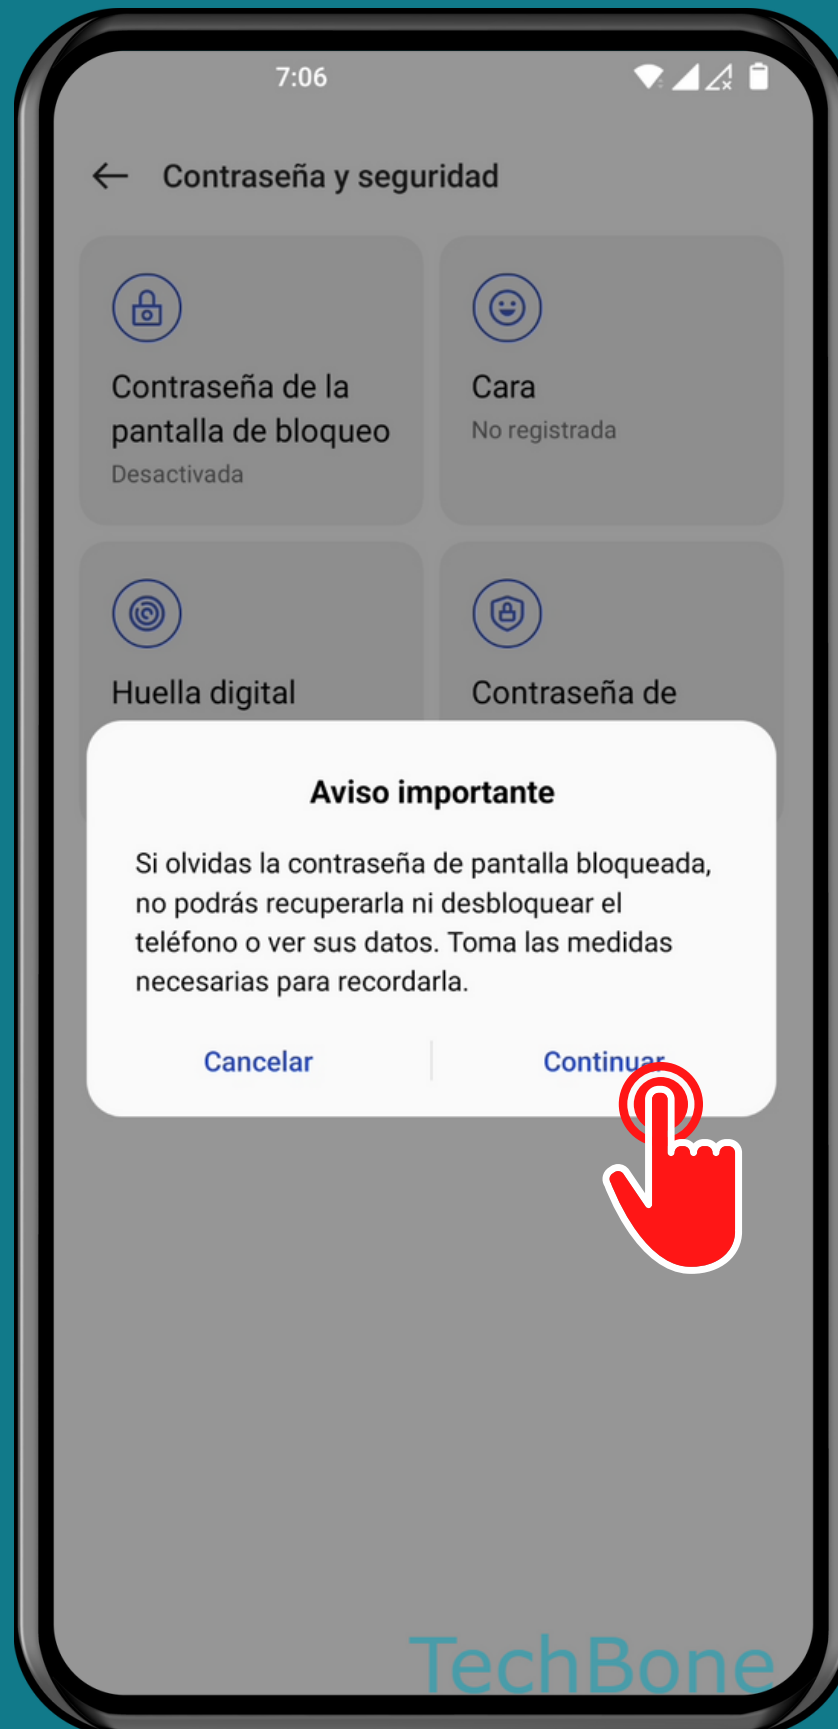 7:06
Contraseña y seguridad
Contraseña de la
pantalla de bloqueo
Desactivada
Cara
No registrada
Huella digital
Contraseña de
Aviso importante
Si olvidas la contraseña de pantalla bloqueada,
no podrás recuperarla ni desbloquear el
teléfono o ver sus datos. Toma las medidas
necesarias para recordarla.
Cancelar
Continuar
TechBone